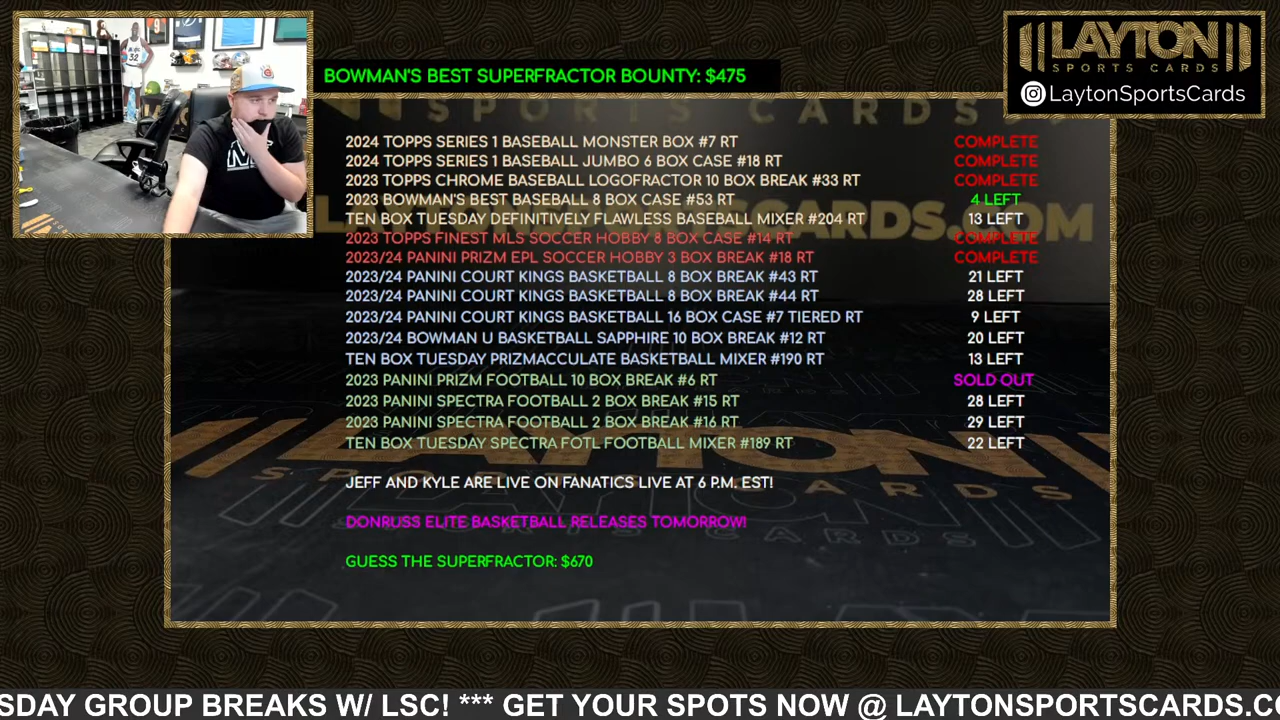 BOWMAN'S BEST SUPERFRACTOR BOUNTY: $475
LAYTON
SPORTS CARDS
LaytonSportsCards
SPORTS CARDS
2024 TOPPS SERIES 1 BASEBALL MONSTER BOX #7 RT COMPLETE
2024 TOPPS SERIES 1 BASEBALL JUMBO 6 BOX CASE #18 RT COMPLETE
2023 TOPPS CHROME BASEBALL LOGOFRACTOR 10 BOX BREAK #33 RT COMPLETE
2023 BOWMAN'S BEST BASEBALL 8 BOX CASE #53 RT 4 LEFT
TEN BOX TUESDAY DEFINITIVELY FLAWLESS BASEBALL MIXER #204 RT 13 LEFT
2023 TOPPS FINEST MLS SOCCER HOBBY 8 BOX CASE #14 RT COMPLETE
2023/24 PANINI PRIZM EPL SOCCER HOBBY 3 BOX BREAK #18 RT COMPLETE
2023/24 PANINI COURT KINGS BASKETBALL 8 BOX BREAK #43 RT 21 LEFT
2023/24 PANINI COURT KINGS BASKETBALL 8 BOX BREAK #44 RT 28 LEFT
2023/24 PANINI COURT KINGS BASKETBALL 16 BOX CASE #7 TIERED RT 9 LEFT
2023/24 BOWMAN U BASKETBALL SAPPHIRE 10 BOX BREAK #12 RT 20 LEFT
TEN BOX TUESDAY PRIZMACCULATE BASKETBALL MIXER #190 RT 13 LEFT
2023 PANINI PRIZM FOOTBALL 10 BOX BREAK #6 RT SOLD OUT
2023 PANINI SPECTRA FOOTBALL 2 BOX BREAK #15 RT 28 LEFT
2023 PANINI SPECTRA FOOTBALL 2 BOX BREAK #16 RT 29 LEFT
TEN BOX TUESDAY SPECTRA FOTL FOOTBALL MIXER #189 RT 22 LEFT
JEFF AND KYLE ARE LIVE ON FANATICS LIVE AT 6 P.M. EST!
DONRUSS ELITE BASKETBALL RELEASES TOMORROW!
GUESS THE SUPERFRACTOR: $670
SDAY GROUP BREAKS W/ LSC! *** GET YOUR SPOTS NOW @ LAYTONSPORTSCARDS.CO